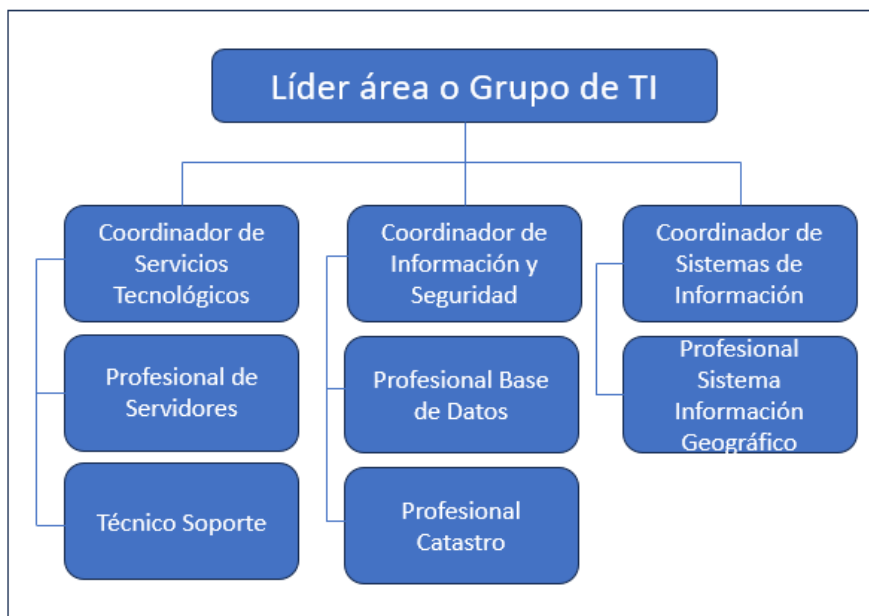 Líder área o Grupo de TI
Coordinador de
Servicios
Tecnológicos
Profesional de
Servidores
Técnico Soporte
Coordinador de
Información y
Seguridad
Profesional Base
de Datos
Profesional
Catastro
Coordinador de
Sistemas de
Información
Profesional
Sistema
Información
Geográfico